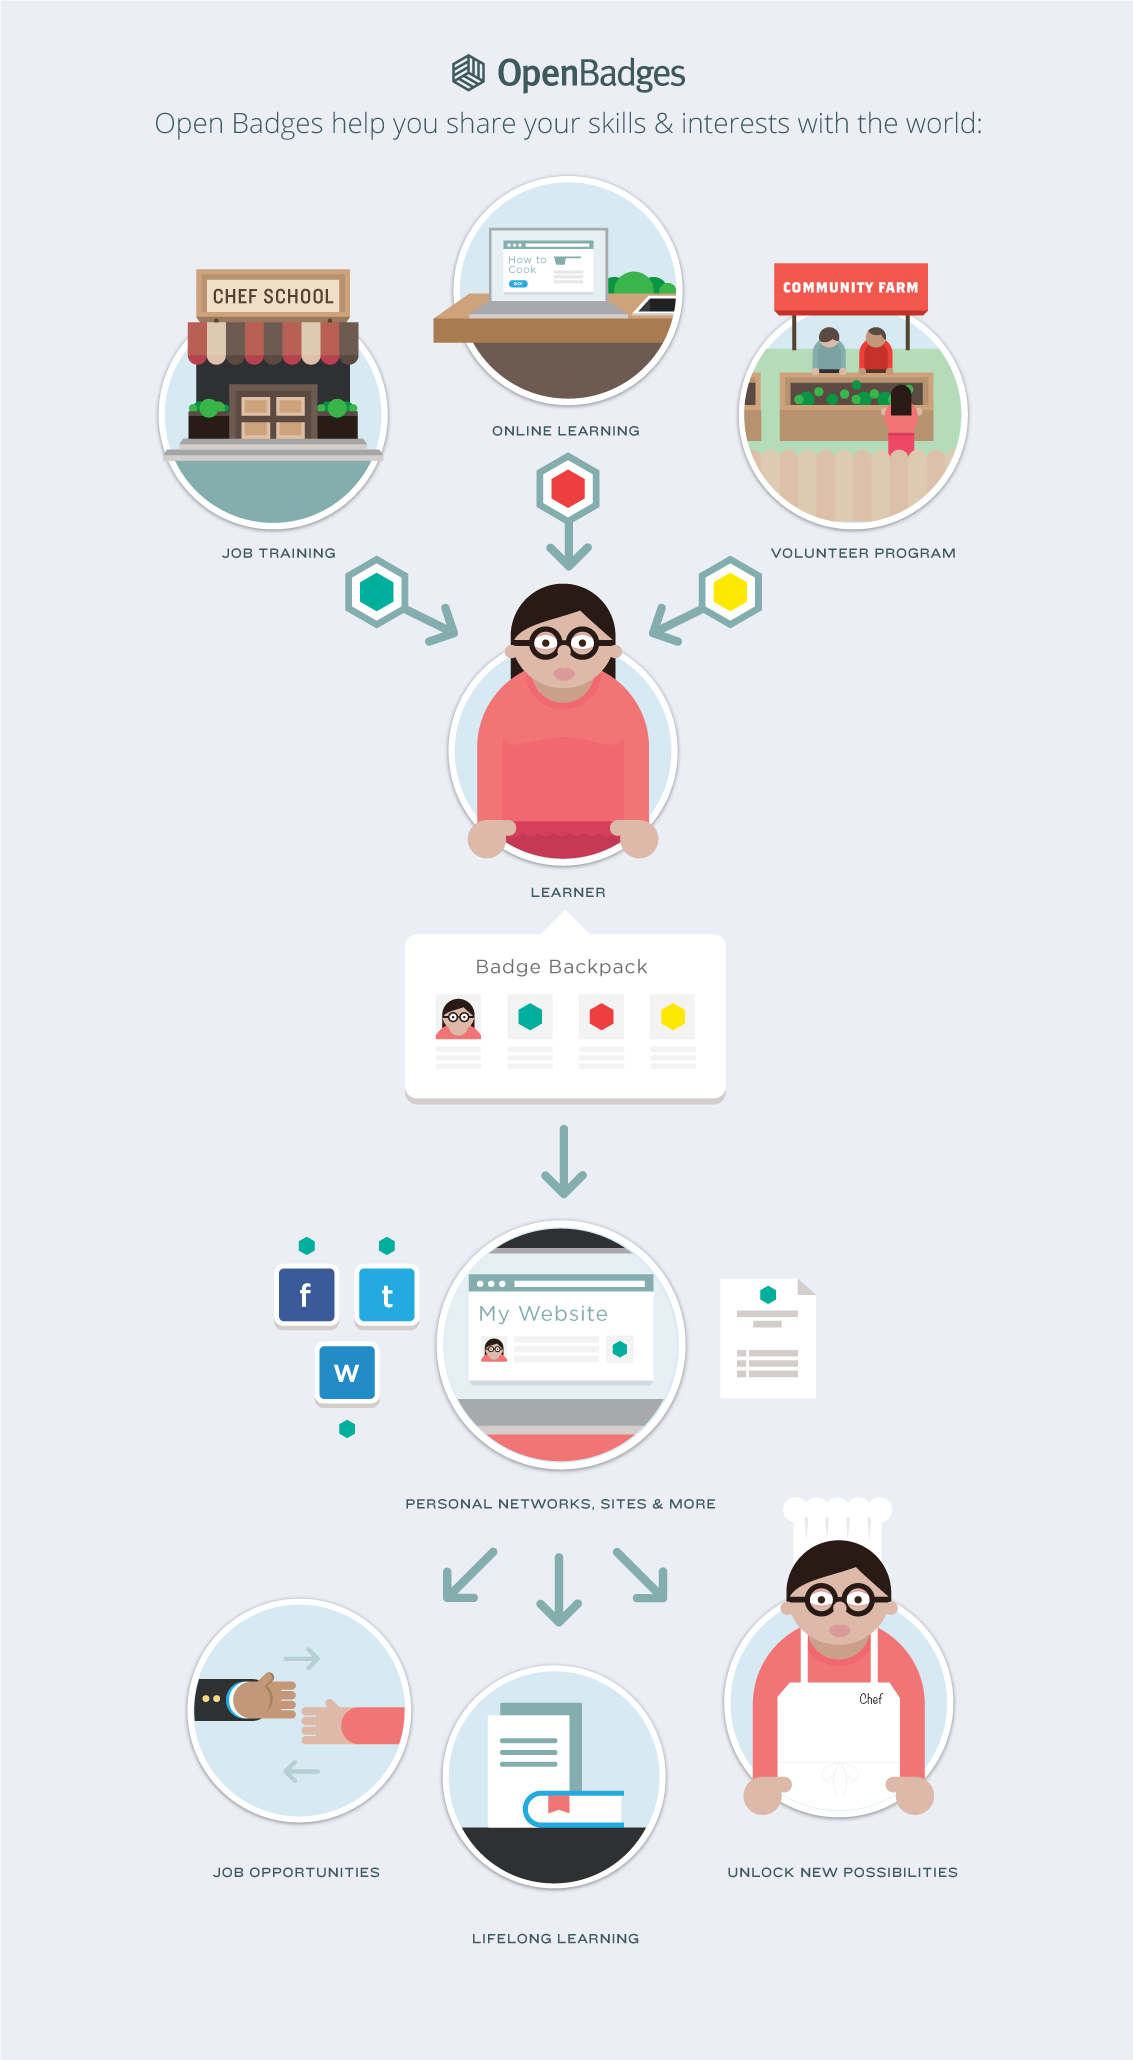 OpenBadges
Open Badges help you share your skills & interests with the world:
CHEF SCHOOL
How to
Cook
GO!
COMMUNITY FARM
ONLINE LEARNING
JOB TRAINING
VOLUNTEER PROGRAM
LEARNER
Badge Backpack
f
t
W
My Website
PERSONAL NETWORKS, SITES & MORE
Chef
JOB OPPORTUNITIES
UNLOCK NEW POSSIBILITIES
LIFELONG LEARNING